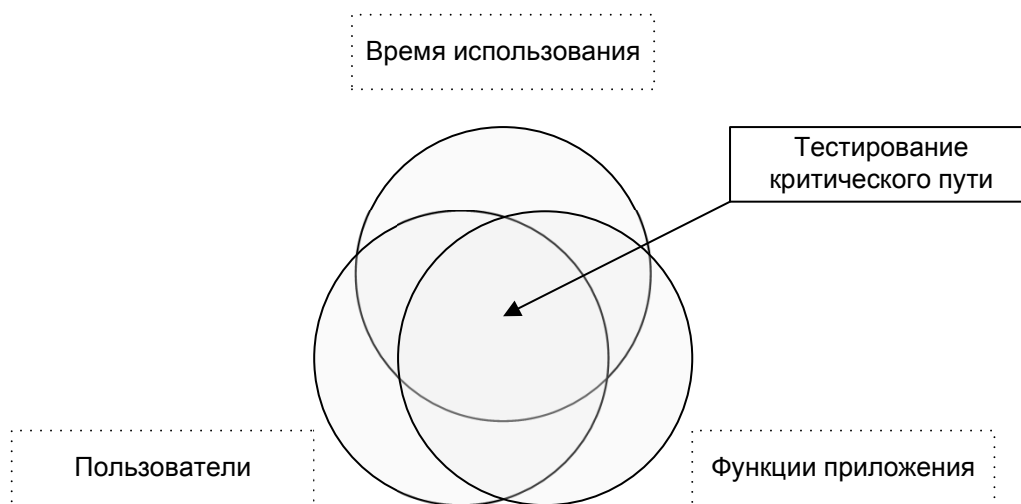 Время использования
Тестирование
критического пути
Пользователи
Функции приложения